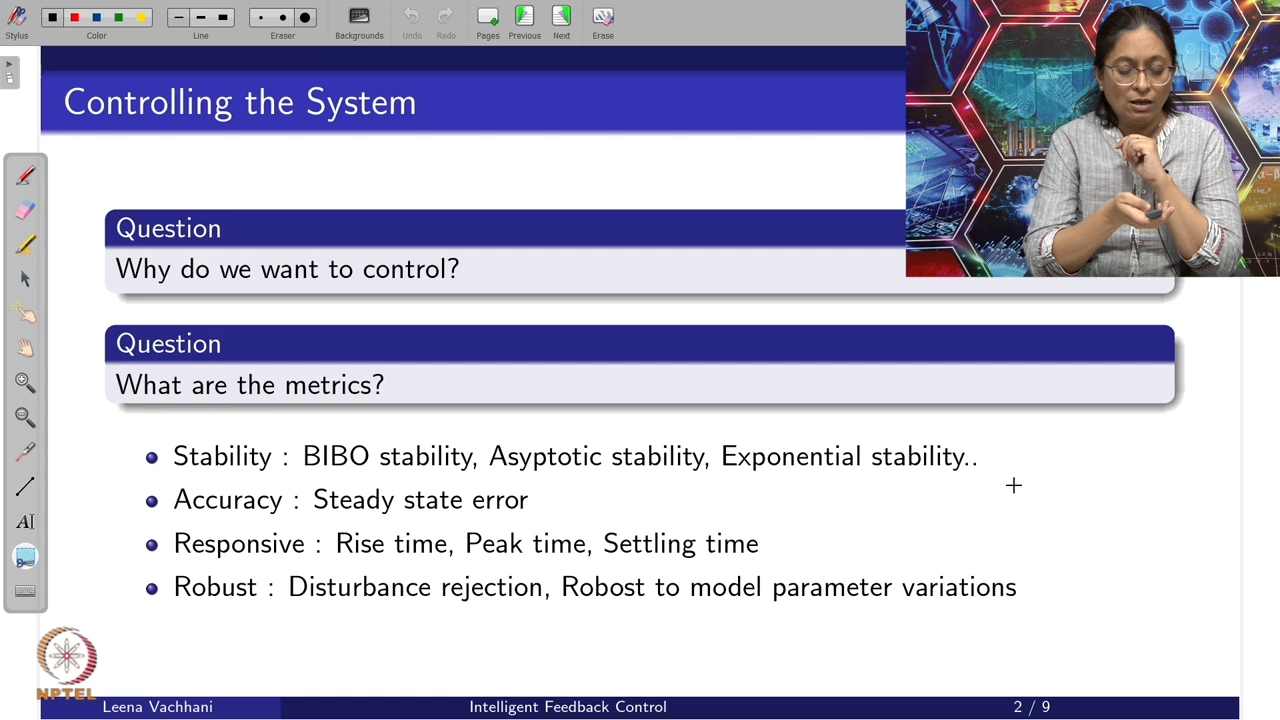 Stylus
Color
Line
Eraser
Backgrounds
Undo
Redo
Pages
Previous
Next
Erase
Controlling the System
Question
Why do we want to control?
Question
What are the metrics?
Stability : BIBO stability, Asyptotic stability, Exponential stability..
Accuracy : Steady state error
Responsive : Rise time, Peak time, Settling time
Robust : Disturbance rejection, Robost to model parameter variations
NPTEL
Leena Vachhani
Intelligent Feedback Control
2 / 9